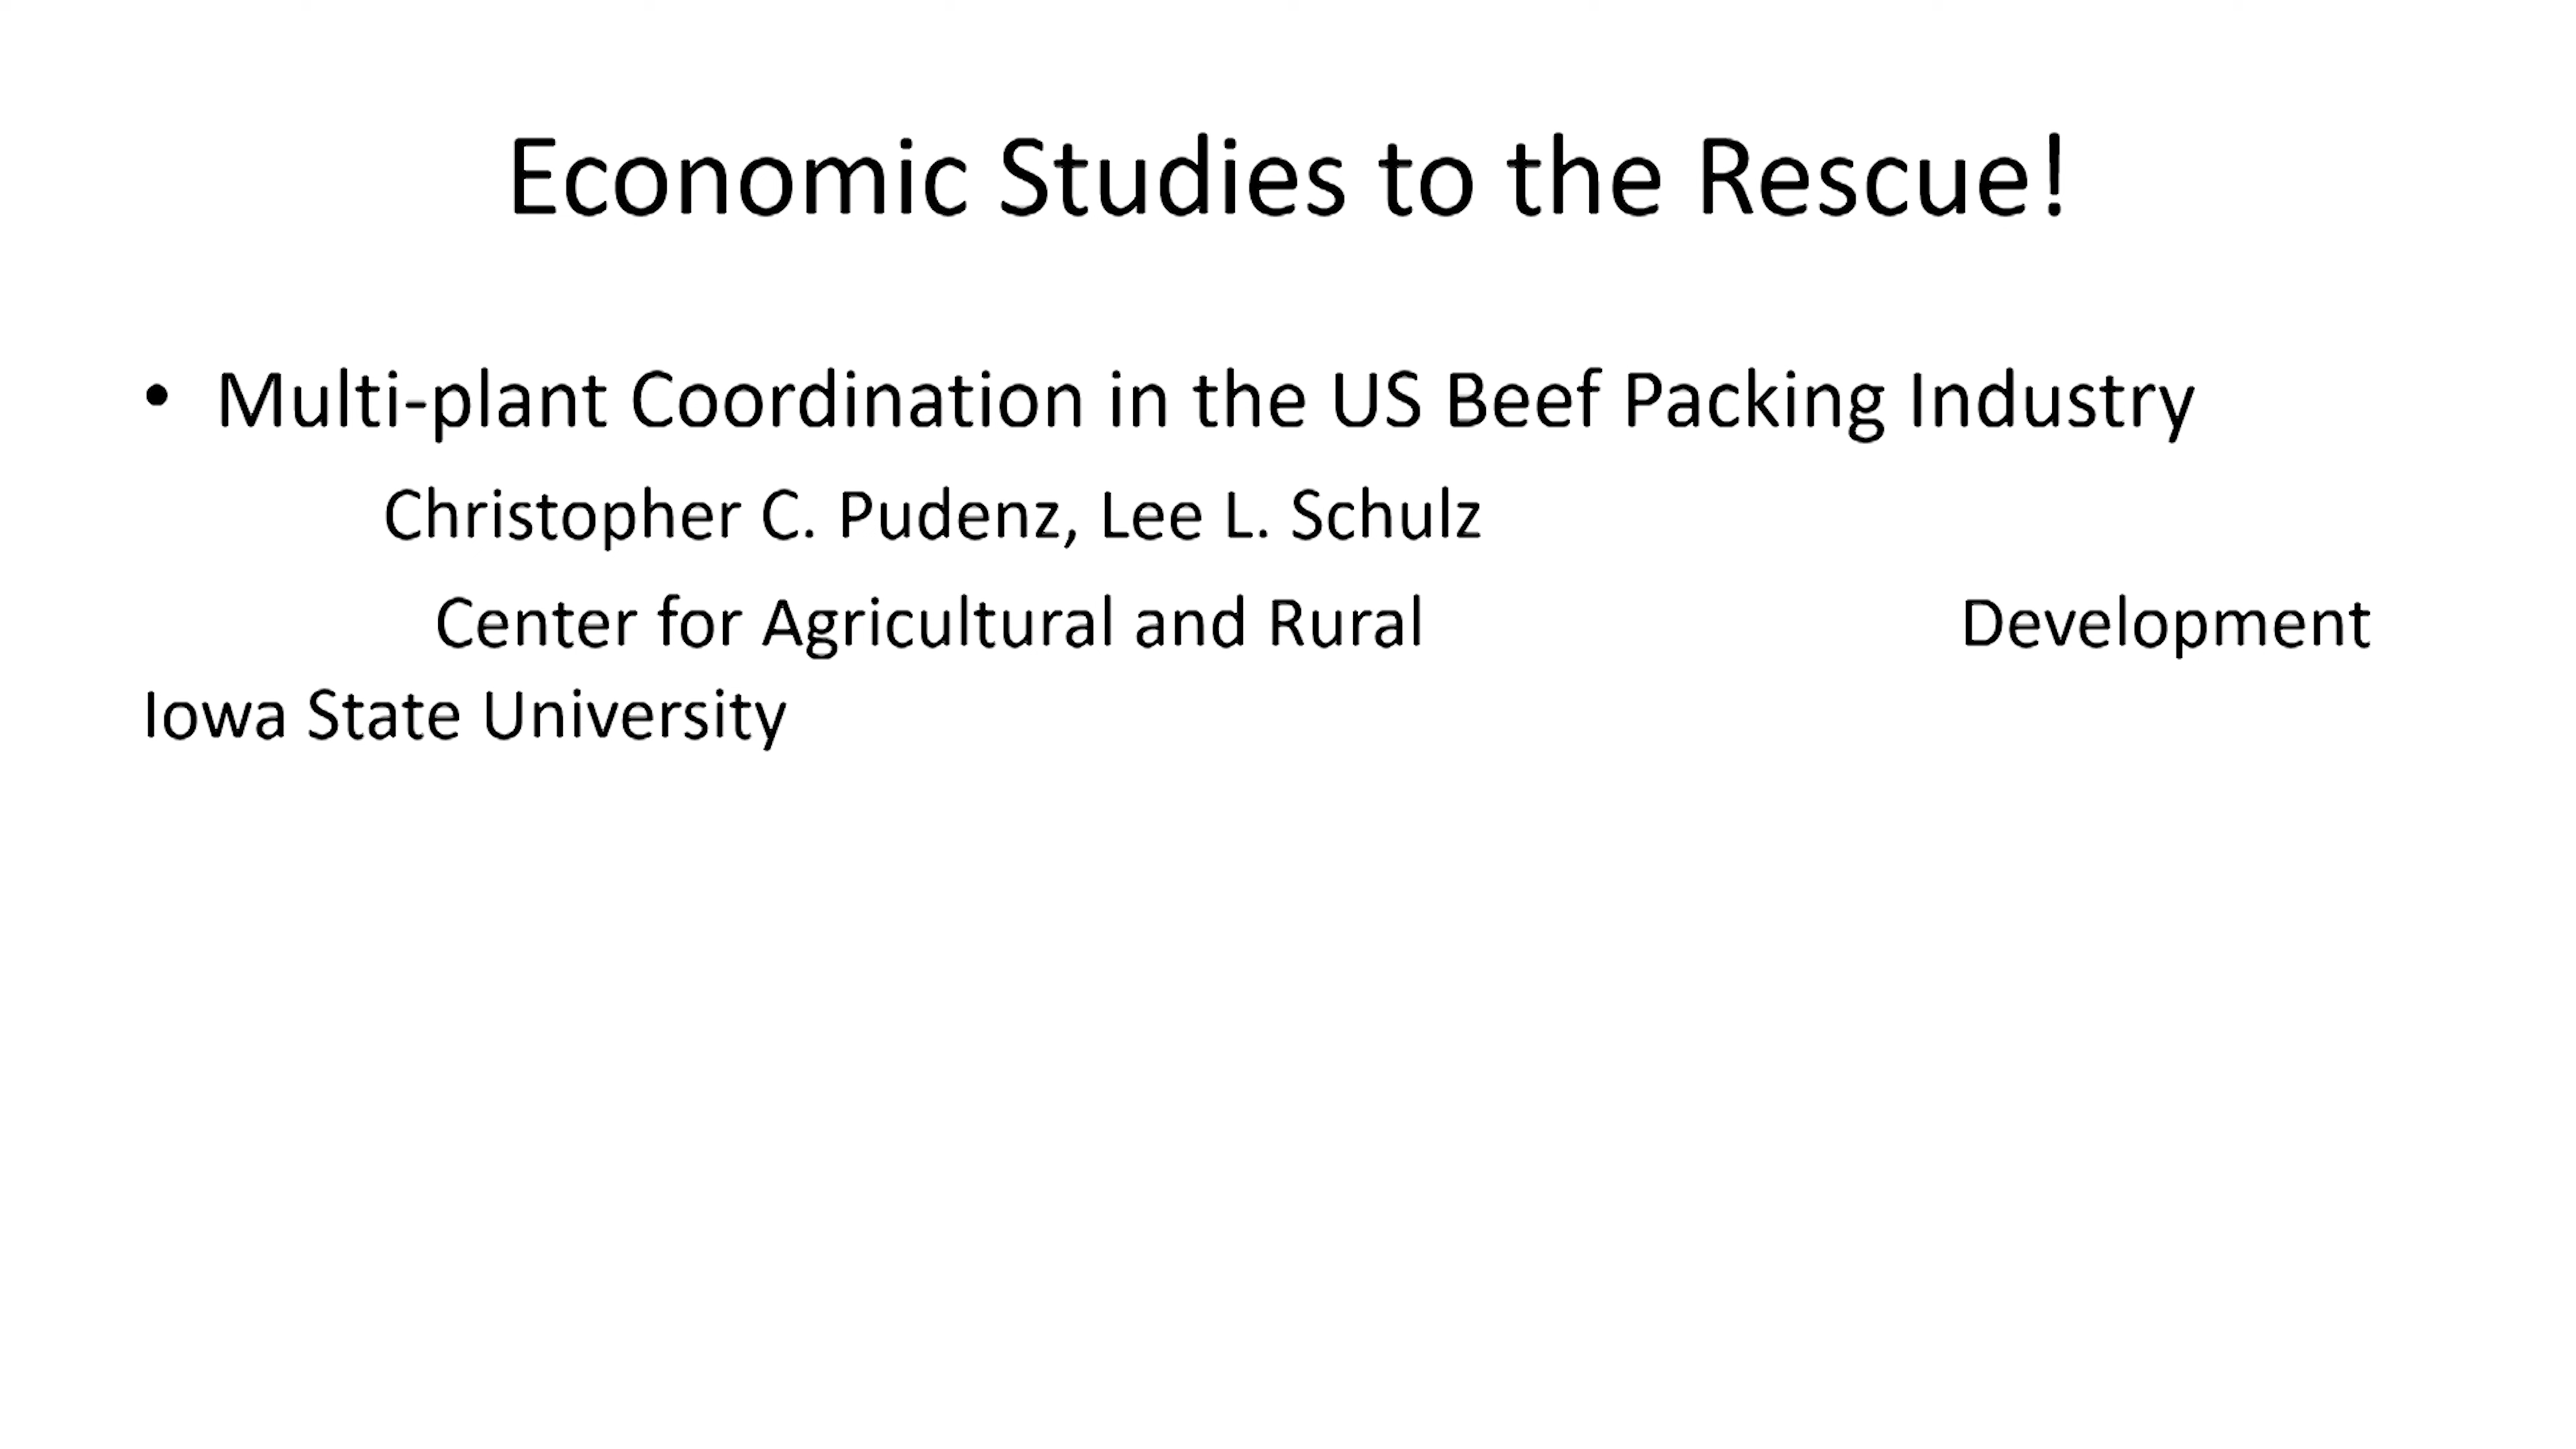 Economic Studies to the Rescue!
• Multi-plant Coordination in the US Beef Packing Industry
Christopher C. Pudenz, Lee L. Schulz
Center for Agricultural and Rural Development
Iowa State University